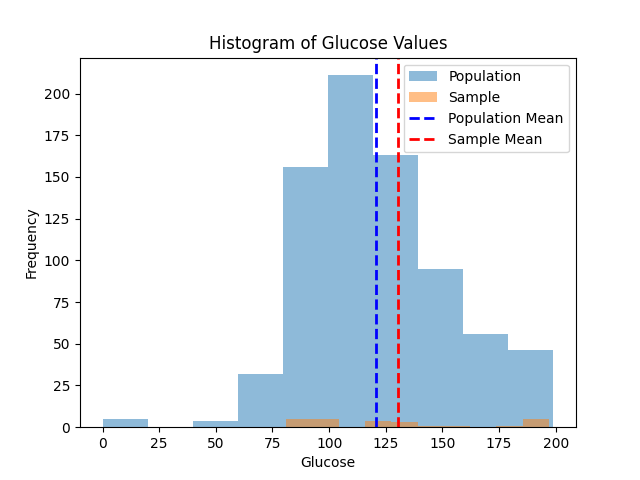 Histogram of Glucose Values
Population
Sample
Population Mean
Sample Mean
Frequency
200
175
150
125
100
75
50
25
0
0 25 50 75 100 125 150 175 200
Glucose